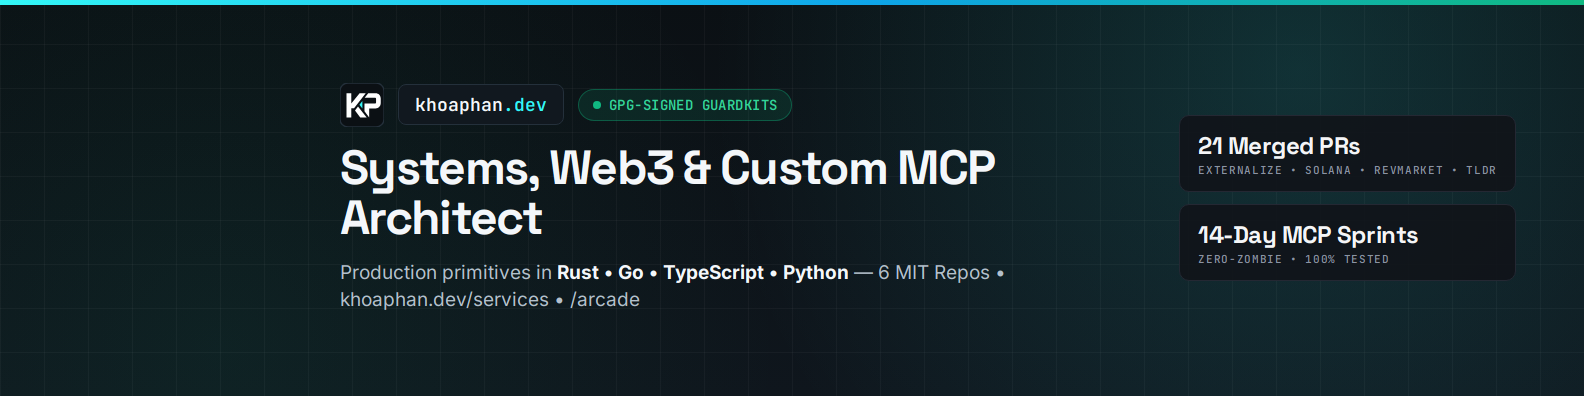 KP
khoaphan.dev
GPG-SIGNED GUARDKITS
Systems, Web3 & Custom MCP
Architect
Production primitives in Rust • Go • TypeScript • Python — 6 MIT Repos •
khoaphan.dev/services • /arcade
21 Merged PRs
EXTERNALIZE • SOLANA • REVMARKET • TLDR
14-Day MCP Sprints
ZERO-ZOMBIE • 100% TESTED